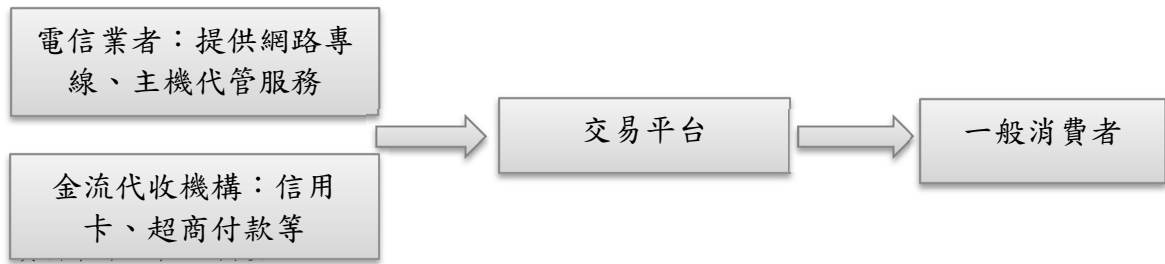 電信業者：提供網路專
線、主機代管服務
交易平台
一般消費者
金流代收機構：信用
卡、超商付款等